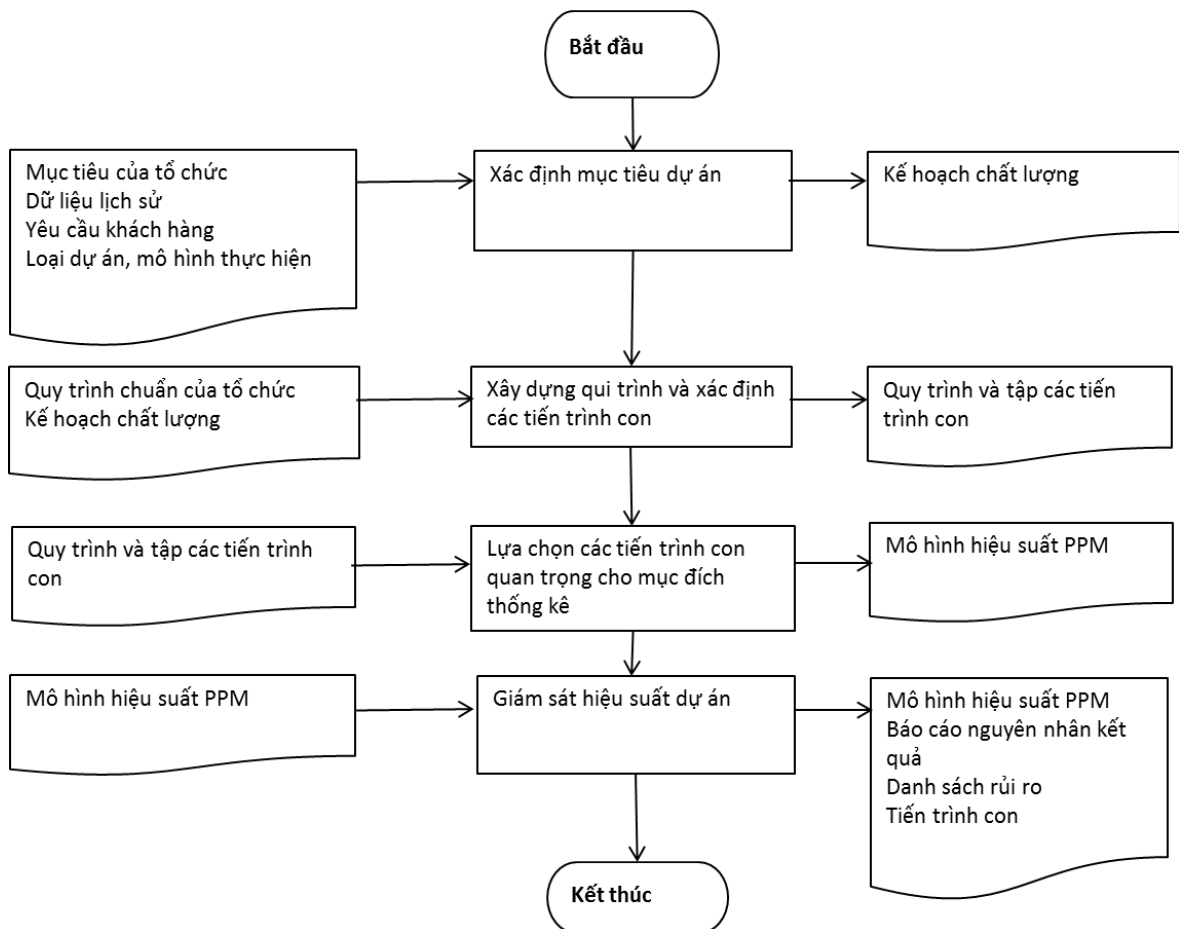 Bắt đầu
Mục tiêu của tổ chức
Dữ liệu lịch sử
Yêu cầu khách hàng
Loại dự án, mô hình thực hiện
Xác định mục tiêu dự án
Kế hoạch chất lượng
Quy trình chuẩn của tổ chức
Kế hoạch chất lượng
Xây dựng qui trình và xác định
các tiến trình con
Quy trình và tập các tiến
trình con
Quy trình và tập các tiến trình
con
Lựa chọn các tiến trình con
quan trọng cho mục đích
thống kê
Mô hình hiệu suất PPM
Mô hình hiệu suất PPM
Giám sát hiệu suất dự án
Mô hình hiệu suất PPM
Báo cáo nguyên nhân kết
quả
Danh sách rủi ro
Tiến trình con
Kết thúc